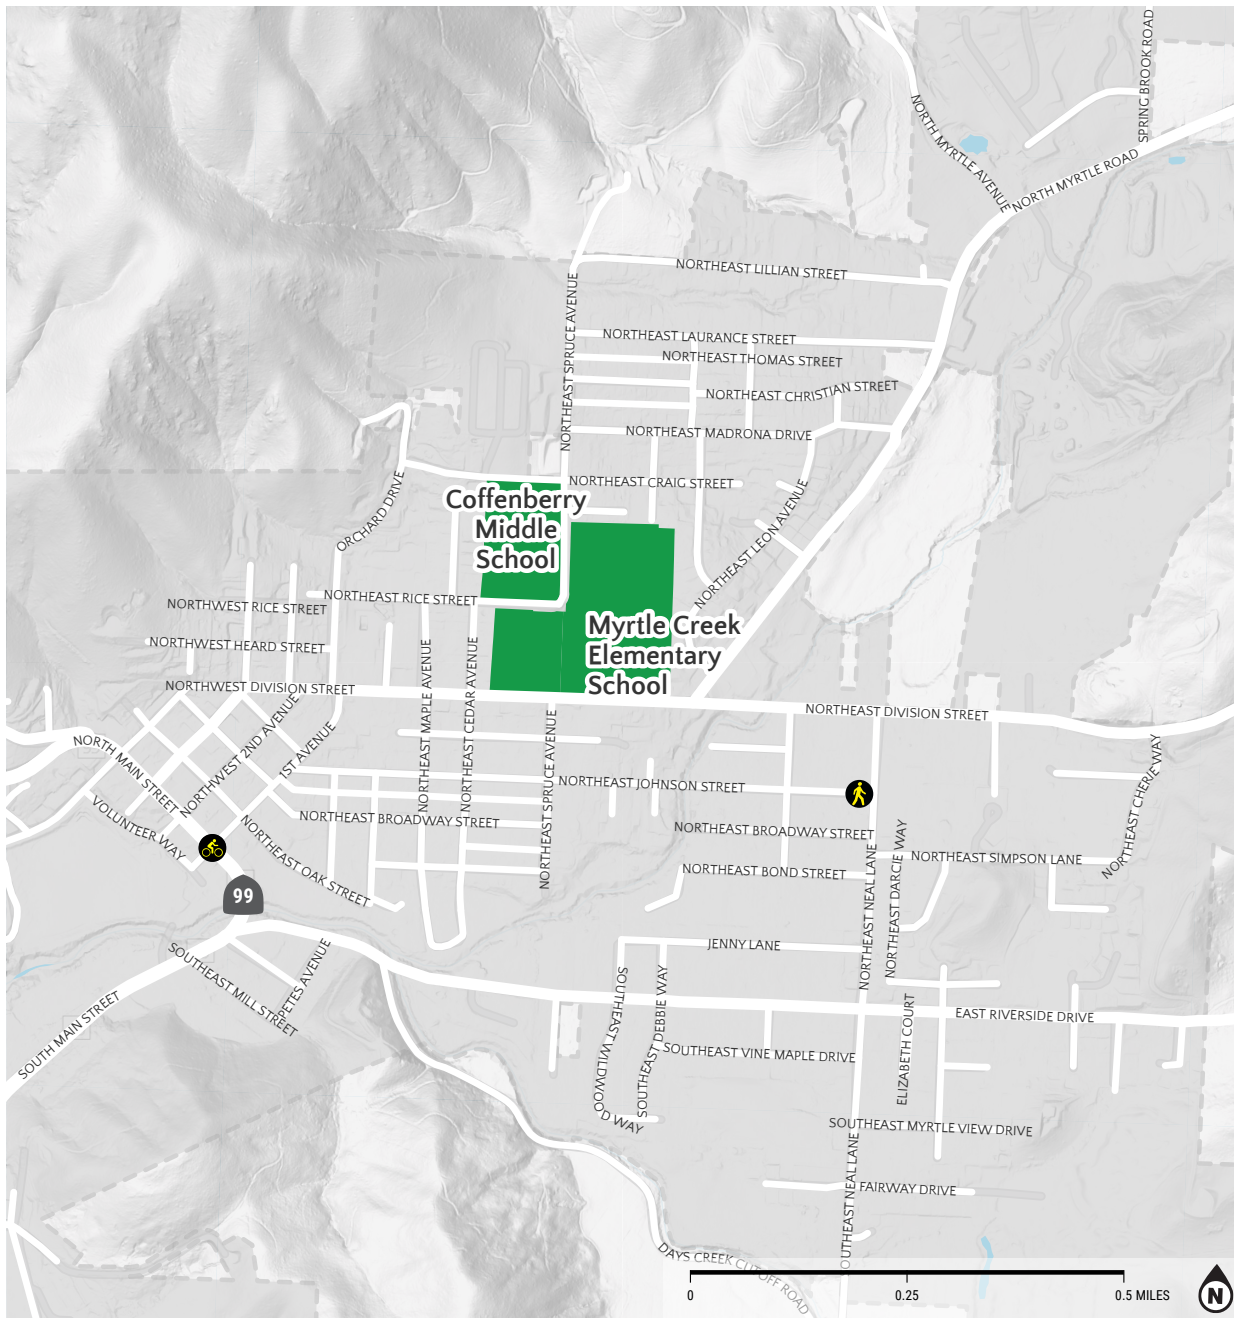 SPRING BROOK ROAD
NORTH MYRTLE AVENUE
NORTH MYRTLE ROAD
NORTHEAST LILLIAN STREET
NORTHEAST SPRUCE AVENUE
NORTHEAST LAURANCE STREET
NORTHEAST THOMAS STREET
NORTHEAST CHRISTIAN STREET
NORTHEAST MADRONA DRIVE
NORTHEAST CRAIG STREET
ORCHARD DRIVE
Coffenberry
Middle
School
NORTHEAST LEON AVENUE
NORTHEAST RICE STREET
NORTHWEST RICE STREET
NORTHWEST HEARD STREET
Myrtle Creek
Elementary
School
NORTHWEST DIVISION STREET
NORTHEAST MAPLE AVENUE
NORTHEAST CEDAR AVENUE
NORTHEAST DIVISION STREET
NORTH MAIN STREET
NORTHWEST 2ND AVENUE
1ST AVENUE
NORTHEAST SPRUCE AVENUE
NORTHEAST JOHNSON STREET
NORTHEAST CHERIE WAY
VOLUNTEER WAY
NORTHEAST BROADWAY STREET
NORTHEAST BROADWAY STREET
NORTHEAST OAK STREET
NORTHEAST NEAL LANE
NORTHEAST DARCIE WAY
NORTHEAST SIMPSON LANE
NORTHEAST BOND STREET
99
JENNY LANE
SOUTHEAST MILL STREET
PETES AVENUE
SOUTH MAIN STREET
SOUTHEAST WILDWOOD WAY
SOUTHEAST DEBBIE WAY
EAST RIVERSIDE DRIVE
ELIZABETH COURT
SOUTHEAST VINE MAPLE DRIVE
SOUTHEAST MYRTLE VIEW DRIVE
OUTHEAST NEAL LANE
FAIRWAY DRIVE
DAYS CREEK CUTOFF ROAD
0
0.25
0.5 MILES
N